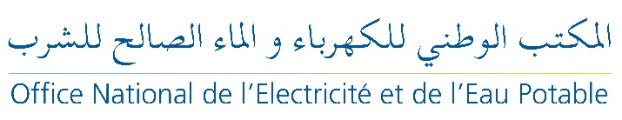 المكتب الوطني للكهرباء و الماء الصالح للشرب
Office National de l'Electricité et de l'Eau Potable